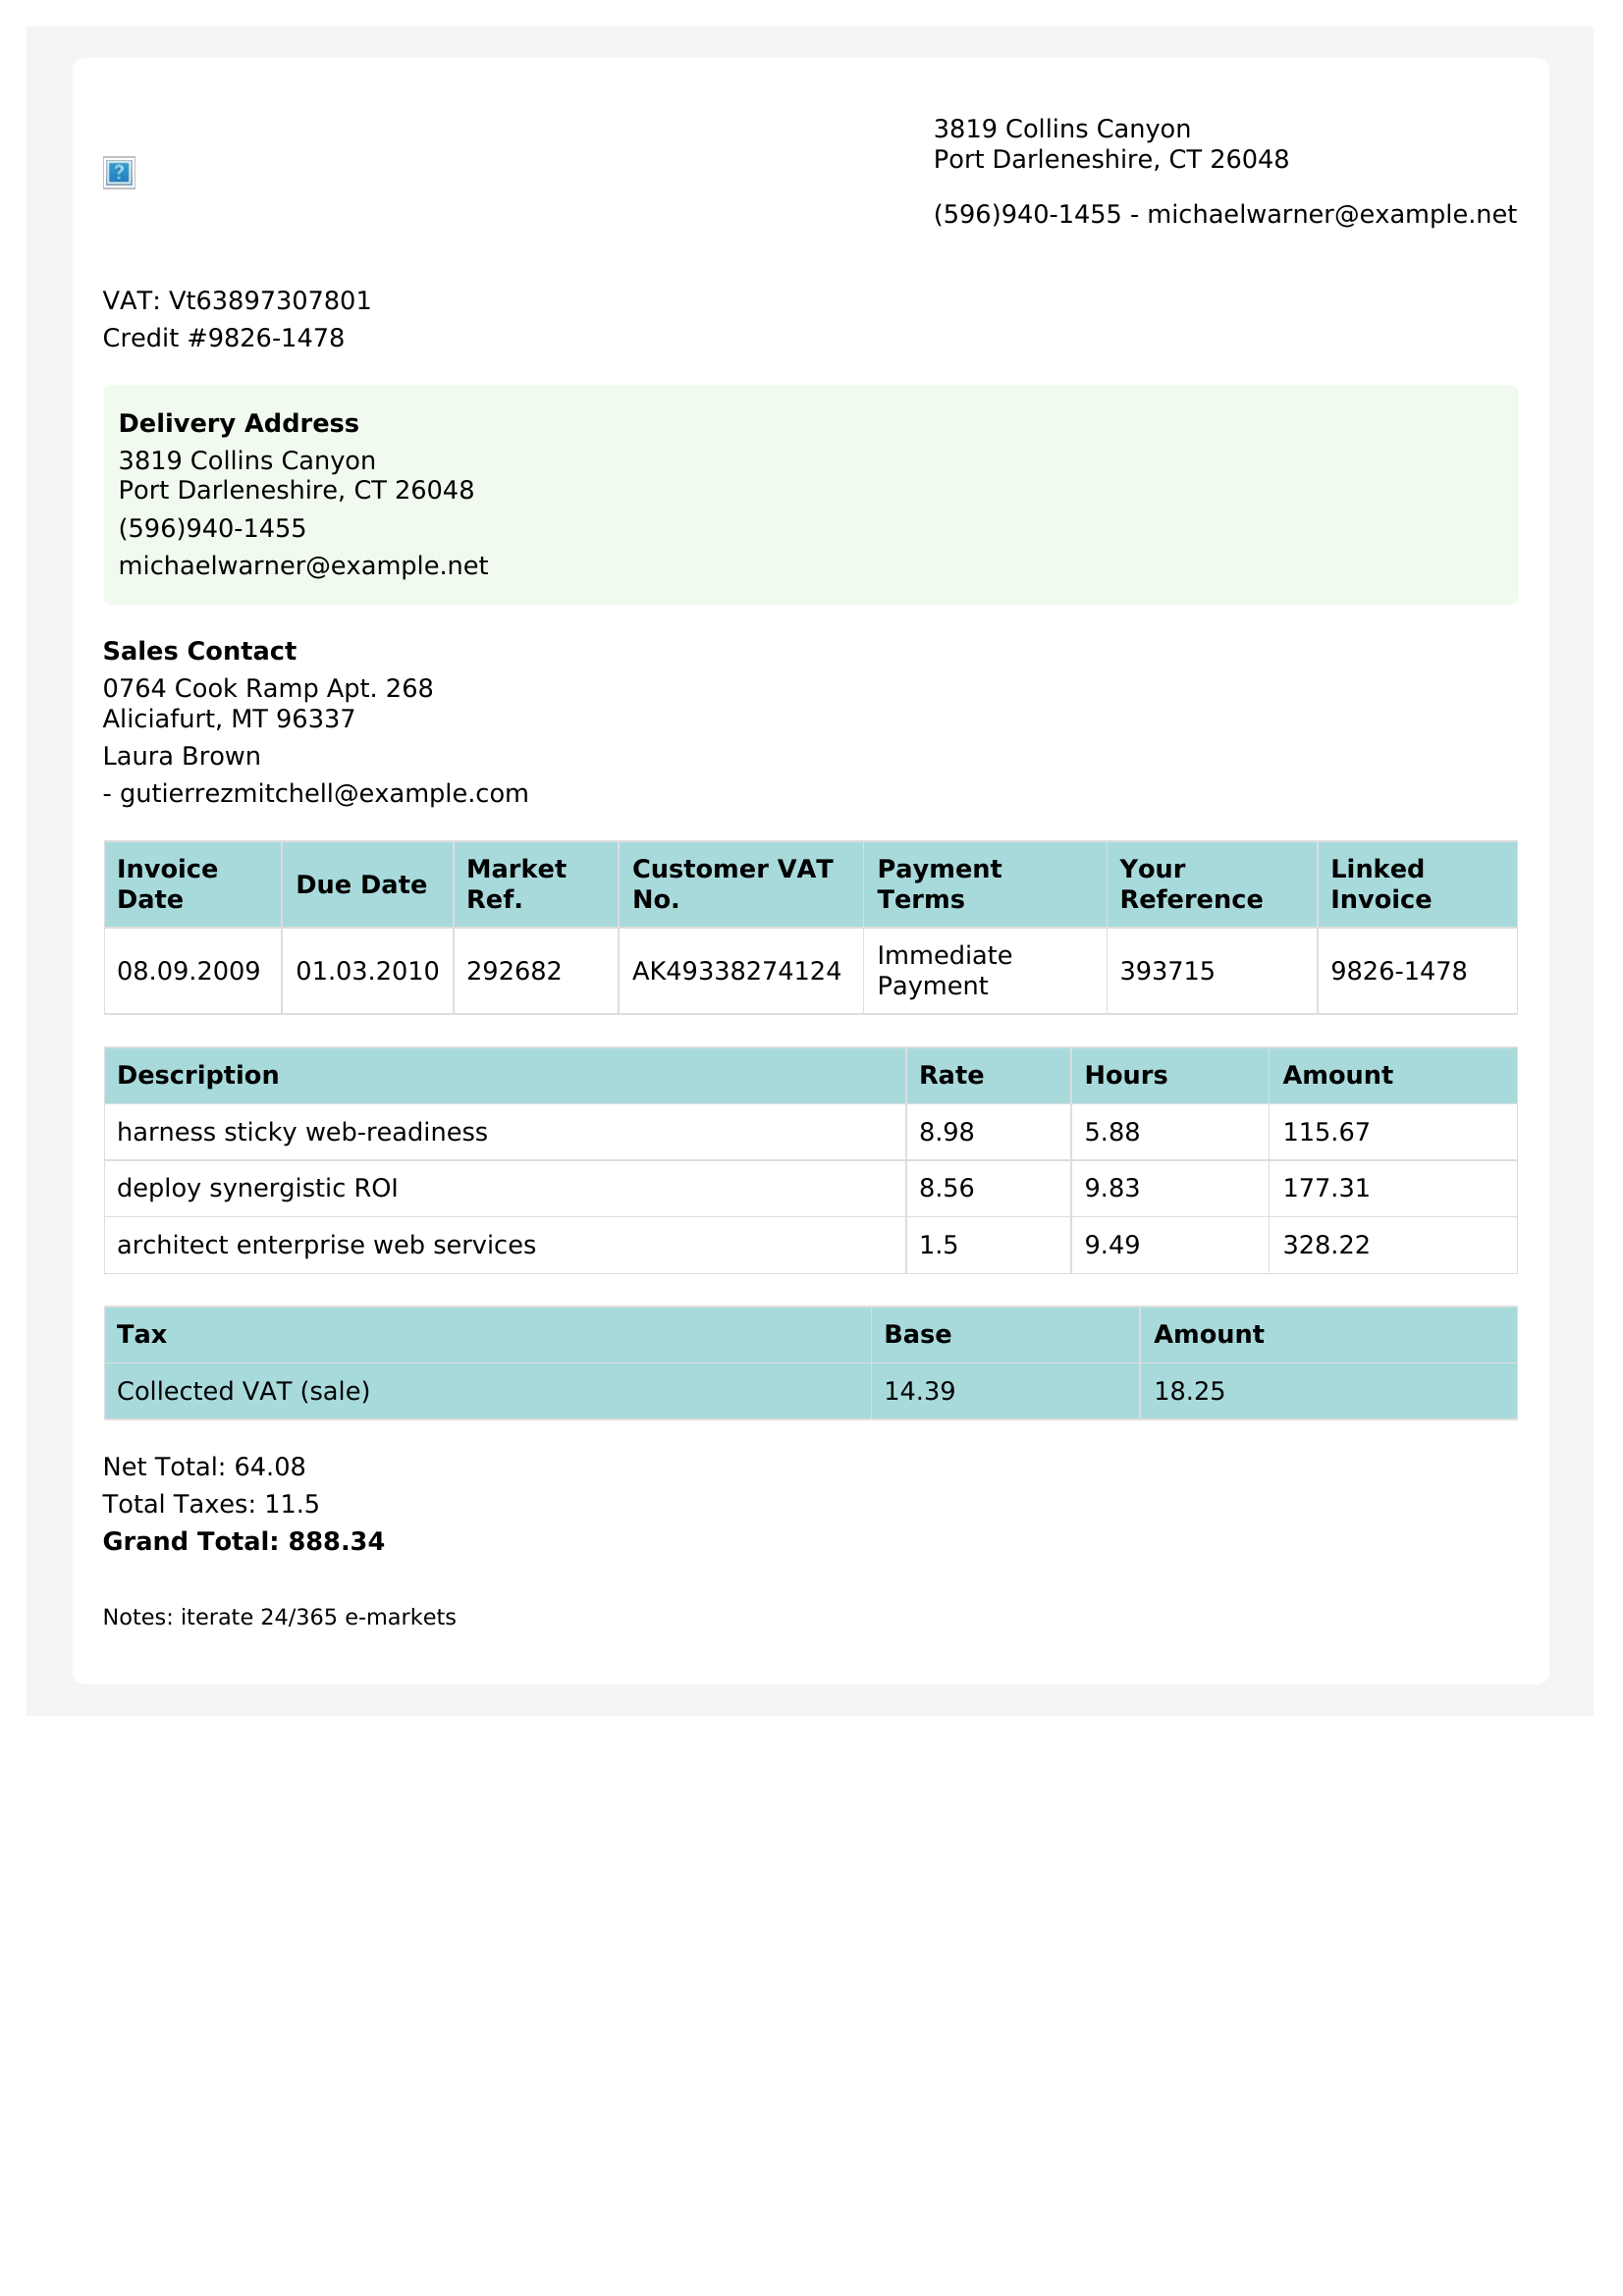 3819 Collins Canyon
Port Darleneshire, CT 26048
(596)940-1455 - michaelwarner@example.net
VAT: Vt63897307801
Credit #9826-1478
Delivery Address
3819 Collins Canyon
Port Darleneshire, CT 26048
(596)940-1455
michaelwarner@example.net
Sales Contact
0764 Cook Ramp Apt. 268
Aliciafurt, MT 96337
Laura Brown
- gutierrezmitchell@example.com
Invoice Date Due Date Market Ref. Customer VAT No. Payment Terms Your Reference Linked Invoice
08.09.2009 01.03.2010 292682 AK49338274124 Immediate Payment 393715 9826-1478
Description Rate Hours Amount
harness sticky web-readiness 8.98 5.88 115.67
deploy synergistic ROI 8.56 9.83 177.31
architect enterprise web services 1.5 9.49 328.22
Tax Base Amount
Collected VAT (sale) 14.39 18.25
Net Total: 64.08
Total Taxes: 11.5
Grand Total: 888.34
Notes: iterate 24/365 e-markets